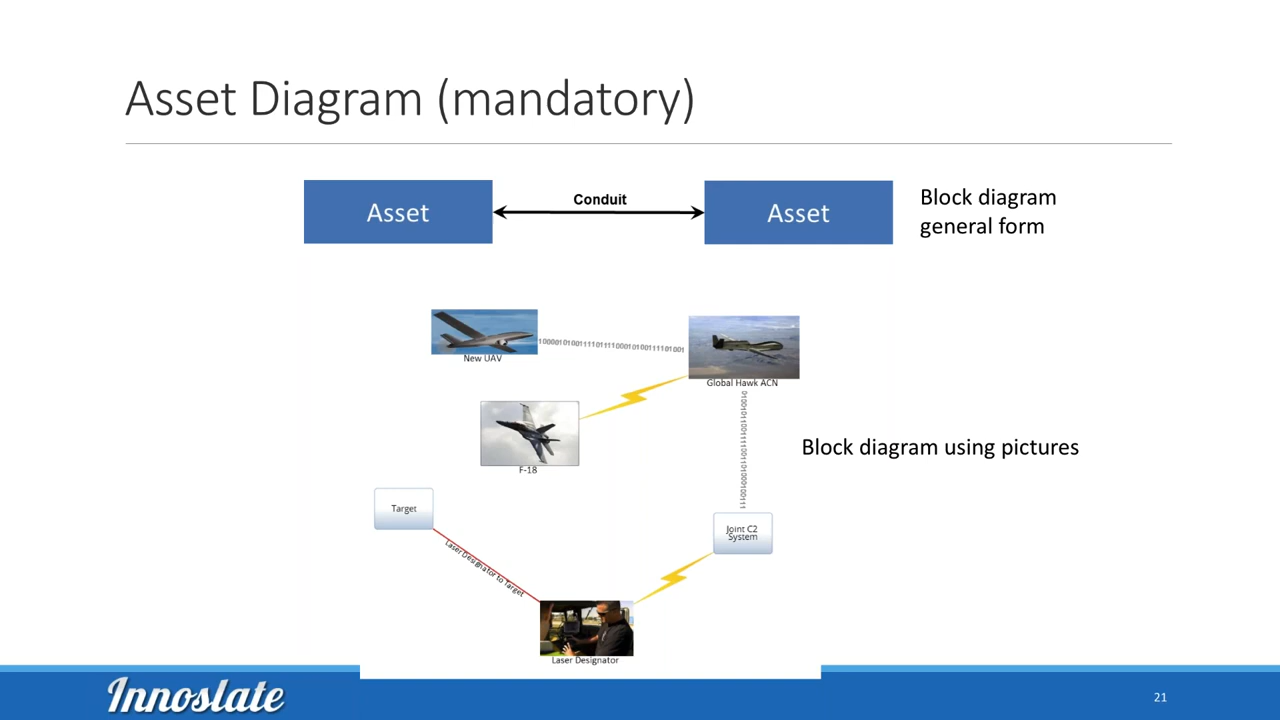 Asset Diagram (mandatory)
Asset
Conduit
Asset
Block diagram
general form
New UAV
Global Hawk ACN
F-18
Block diagram using pictures
Target
Joint C2
System
Laser Designator to Target
Laser Designator
Innoslate
21